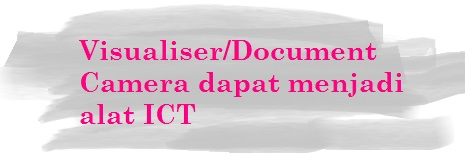 Visualiser/Document
Camera dapat menjadi
alat ICT